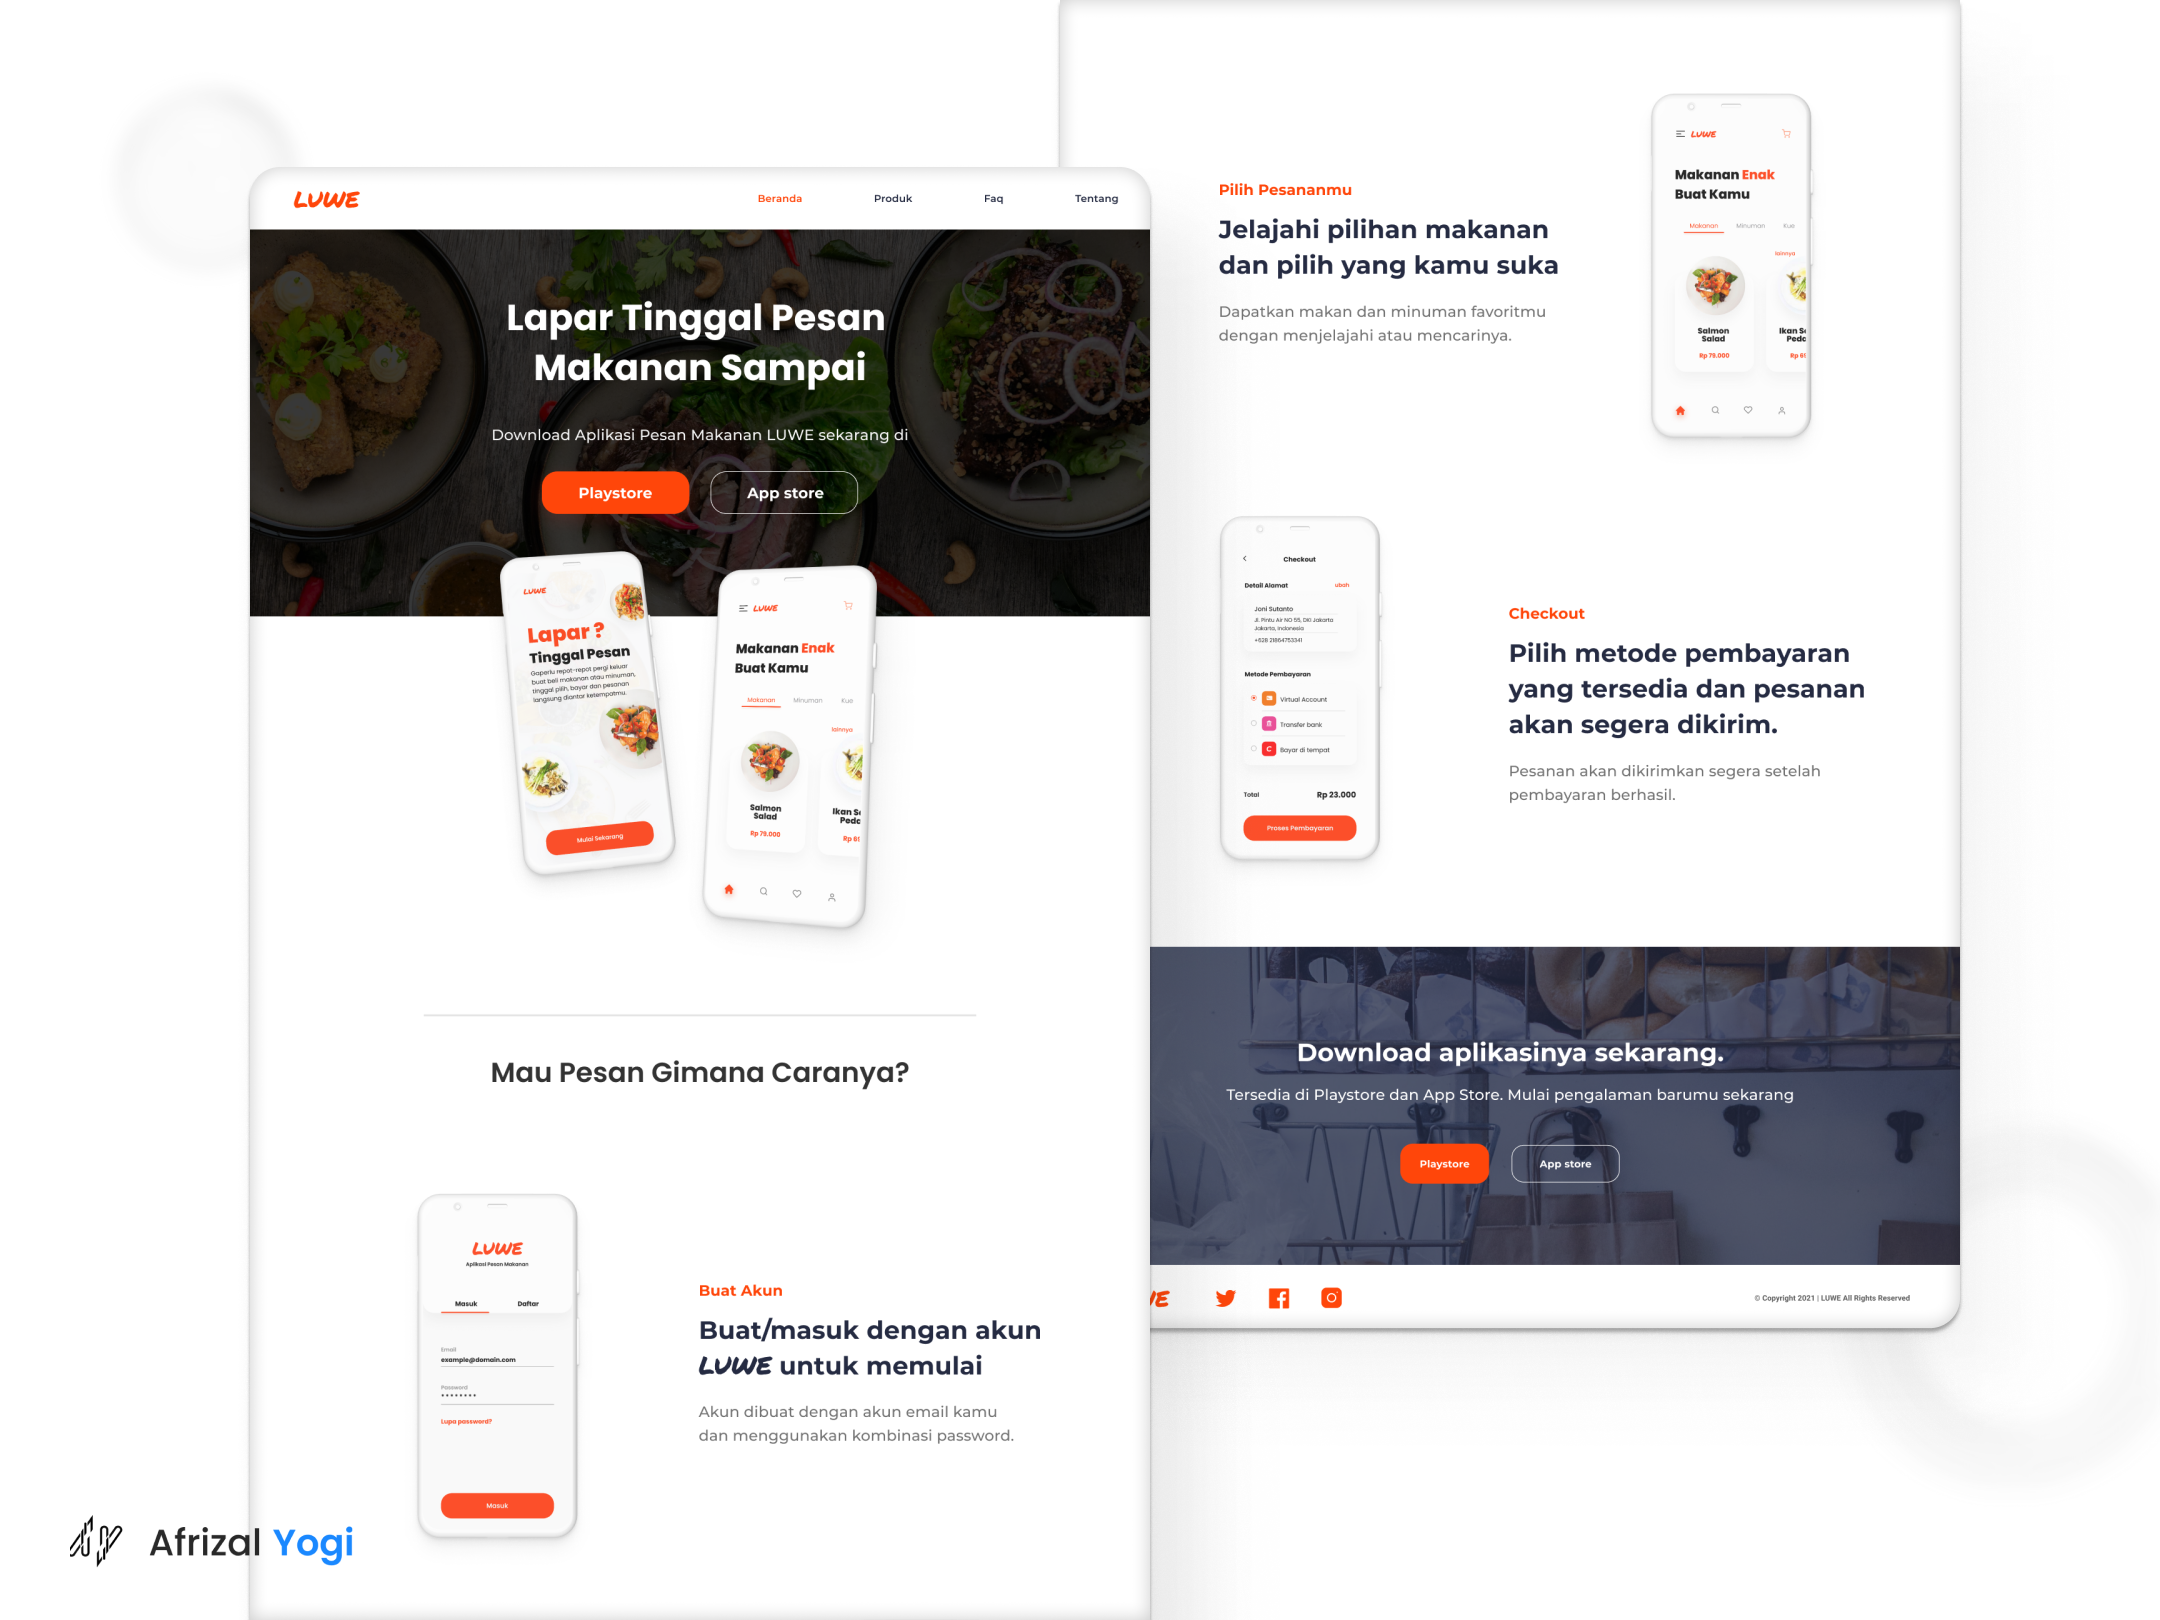 LUWE
Beranda
Produk
Faq
Tentang
Lapar Tinggal Pesan
Makanan Sampai
Download Aplikasi Pesan Makanan LUWE sekarang di
Playstore
App store
LUWE
Lapar ?
Tinggal Pesan
Gaperlu repot-repot pergi keluar
buat beli makanan atau minuman,
tinggal pilih, bayar dan pesanan
langsung diantar ketempatmu.
Mulai Sekarang
LUWE
Makanan Enak
Buat Kamu
Makanan
Minuman
Kue
lainnya
Salmon
Salad
Rp 79.000
Ikan
Rp
Mau Pesan Gimana Caranya?
LUWE
Aplikasi Pesan Makanan
Masuk
Daftar
Email
example@domain.com
Password
Lupa password?
Masuk
Buat Akun
Buat/masuk dengan akun
LUWE untuk memulai
Akun dibuat dengan akun email kamu
dan menggunakan kombinasi password.
Afrizal Yogi
LUWE
Makanan Enak
Buat Kamu
Makanan
Minuman
Kue
lainnya
Salmon
Salad
Rp 79.000
Ikan
Rp
Pilih Pesananmu
Jelajahi pilihan makanan
dan pilih yang kamu suka
Dapatkan makan dan minuman favoritmu
dengan menjelajahi atau mencarinya.
Checkout
Detail Alamat
ubah
Joni Sutanto
Jl. Pintu Air NO 55, DKI Jakarta
Jakarta, Indonesia
+628 21864753341
Metode Pembayaran
Virtual Account
Transfer bank
Bayar di tempat
Total
Rp 23.000
Proses Pembayaran
Checkout
Pilih metode pembayaran
yang tersedia dan pesanan
akan segera dikirim.
Pesanan akan dikirimkan segera setelah
pembayaran berhasil.
Download aplikasinya sekarang.
Tersedia di Playstore dan App Store. Mulai pengalaman barumu sekarang
Playstore
App store
© Copyright 2021 | LUWE All Rights Reserved